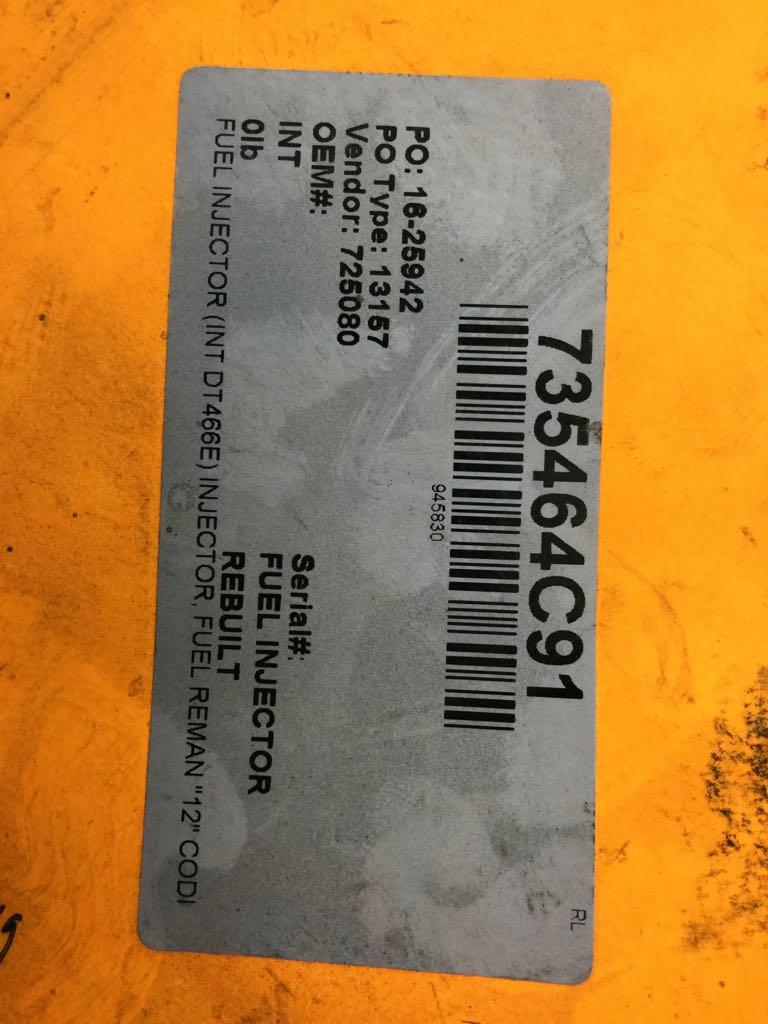 RL
735464C91
945830
PO: 16-25942
PO Type: 13157
Vendor: 725080
OEM#:
INT
0lb
Serial#:
FUEL INJECTOR
REBUILT
FUEL INJECTOR (INT DT466E) INJECTOR, FUEL REMAN "12" CODI